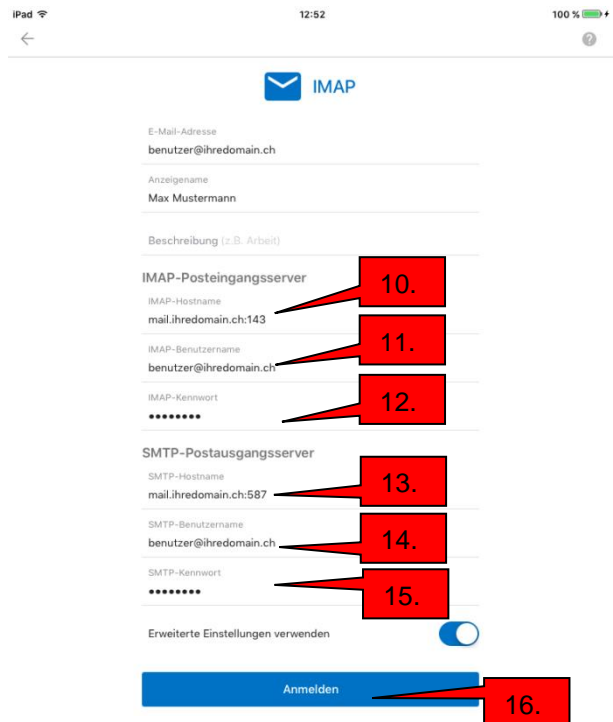 iPad 12:52 100 %
?
IMAP
E-Mail-Adresse
benutzer@ihredomain.ch
Anzeigename
Max Mustermann
Beschreibung (z.B. Arbeit)
IMAP-Posteingangsserver
10.
IMAP-Hostname
mail.ihredomain.ch:143
11.
IMAP-Benutzername
benutzer@ihredomain.ch
12.
IMAP-Kennwort
••••••••
SMTP-Postausgangsserver
13.
SMTP-Hostname
mail.ihredomain.ch:587
14.
SMTP-Benutzername
benutzer@ihredomain.ch
15.
SMTP-Kennwort
••••••••
Erweiterte Einstellungen verwenden
Anmelden
16.